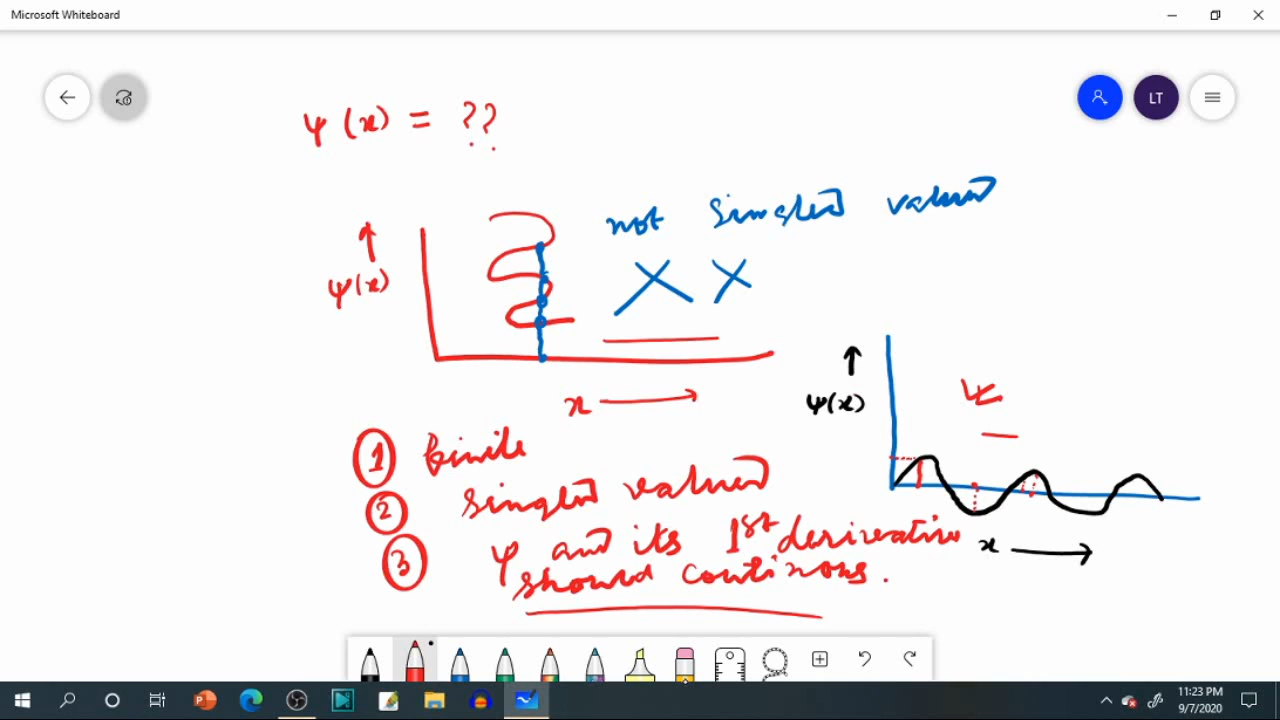 Microsoft Whiteboard
LT
ψ (x) = ??
not singled valued
ψ(x)
x
ψ(x)
ψ
① finite
② singled valued
③ ψ and its 1st derivative
should continous.
x
11:23 PM
9/7/2020